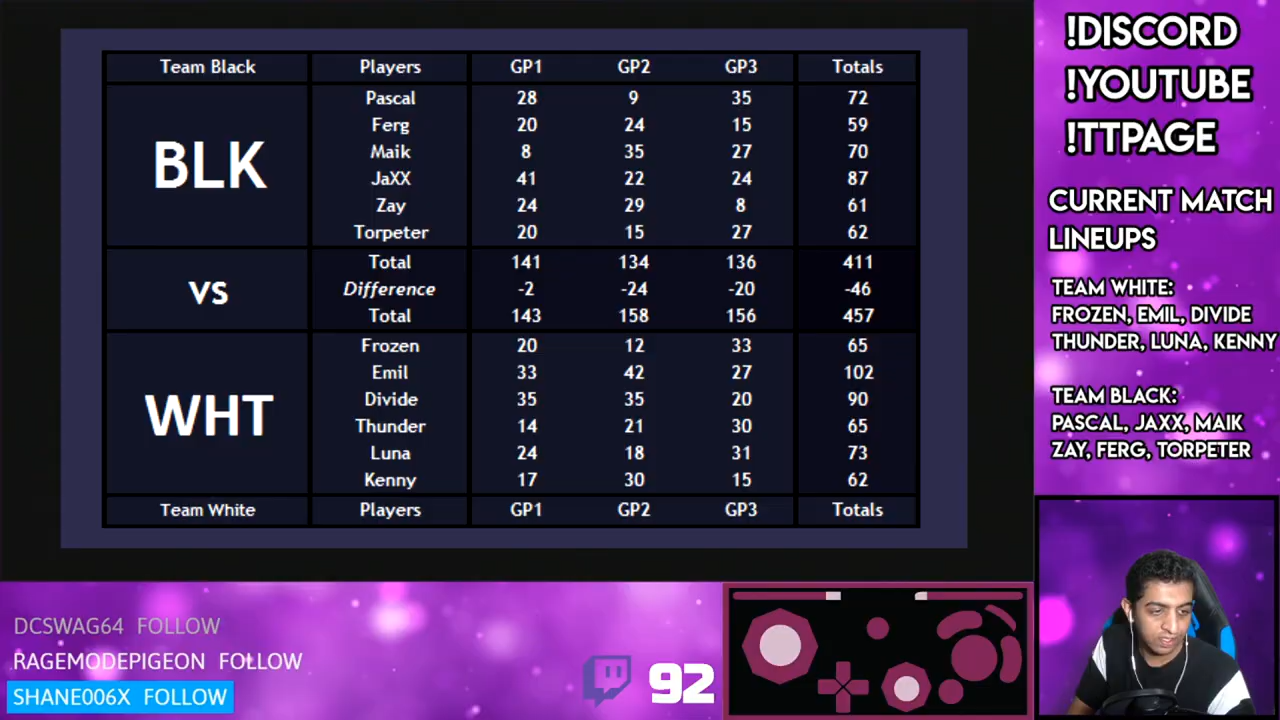 Team Black Players GP1 GP2 GP3 Totals
BLK
Pascal 28 9 35 72
Ferg 20 24 15 59
Maik 8 35 27 70
JaXX 41 22 24 87
Zay 24 29 8 61
Torpeter 20 15 27 62
vs
Total 141 134 136 411
Difference -2 -24 -20 -46
Total 143 158 156 457
WHT
Frozen 20 12 33 65
Emil 33 42 27 102
Divide 35 35 20 90
Thunder 14 21 30 65
Luna 24 18 31 73
Kenny 17 30 15 62
Team White Players GP1 GP2 GP3 Totals
!DISCORD
!YOUTUBE
!TTPAGE
CURRENT MATCH
LINEUPS
TEAM WHITE:
FROZEN, EMIL, DIVIDE
THUNDER, LUNA, KENNY
TEAM BLACK:
PASCAL, JAXX, MAIK
ZAY, FERG, TORPETER
DCSWAG64 FOLLOW
RAGEMODEPIGEON FOLLOW
SHANE006X FOLLOW
92